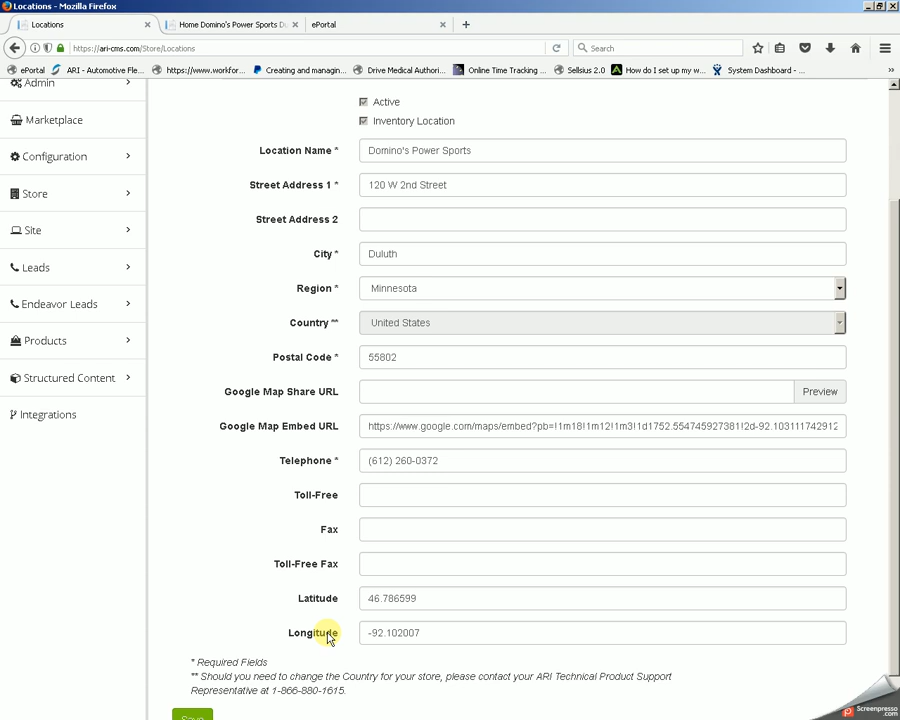 Locations - Mozilla Firefox
Locations
Home Domino's Power Sports Du
ePortal
https://ari-cms.com/Store/Locations
Search
ePortal
ARI - Automotive Fle...
https://www.workfor...
Creating and managin...
Drive Medical Authori...
Online Time Tracking ...
Sellsius 2.0
How do I set up my w...
System Dashboard - ...
Admin
Marketplace
Configuration
Store
Site
Leads
Endeavor Leads
Products
Structured Content
Integrations
Active
Inventory Location
Location Name * Domino's Power Sports
Street Address 1 * 120 W 2nd Street
Street Address 2
City * Duluth
Region * Minnesota
Country ** United States
Postal Code * 55802
Google Map Share URL Preview
Google Map Embed URL https://www.google.com/maps/embed?pb=!1m18!1m12!1m3!1d1752.554745927381!2d-92.103111742912
Telephone * (612) 260-0372
Toll-Free
Fax
Toll-Free Fax
Latitude 46.786599
Longitude -92.102007
* Required Fields
** Should you need to change the Country for your store, please contact your ARI Technical Product Support
Representative at 1-866-880-1615.
Save
Screenpresso
.com